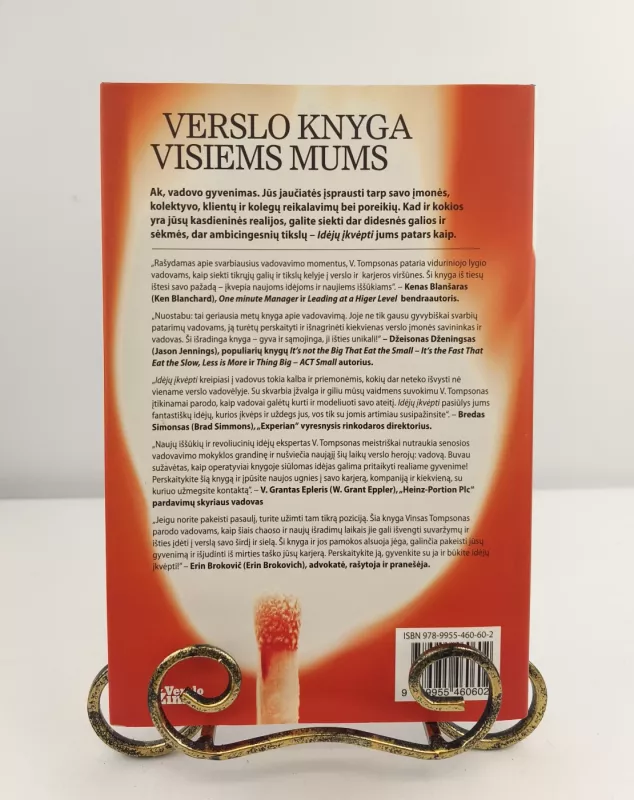 VERSLO KNYGA
VISIEMS MUMS
Ak, vadovo gyvenimas. Jūs jaučiatės įsprausti tarp savo įmonės,
kolektyvo, klientų ir kolegų reikalavimų bei poreikių. Kad ir kokios
yra jūsų kasdieninės realijos, galite siekti dar didesnės galios ir
sėkmės, dar ambicingesnių tikslų – Idėjų įkvėpti jums patars kaip.
„Rašydamas apie svarbiausius vadovavimo momentus, V. Tompsonas pataria viduriniojo lygio
vadovams, kaip siekti tikrųjų galių ir tikslų kelyje į verslo ir karjeros viršūnes. Ši knyga iš tiesų
ištesi savo pažadą – įkvepia naujoms idėjoms ir naujiems iššūkiams“. – Kenas Blanšaras
(Ken Blanchard), One minute Manager ir Leading at a Higer Level bendraautoris.
„Nuostabu: tai geriausia metų knyga apie vadovavimą. Joje ne tik gausu gyvybiškai svarbių
patarimų vadovams, ją turėtų perskaityti ir išnagrinėti kiekvienas verslo įmonės savininkas ir
vadovas. Ši išradinga knyga – gyva ir sąmojinga, ji išties unikali!“ – Džeisonas Dženingsas
(Jason Jennings), populiarių knygų It's not the Big That Eat the Small – It's the Fast That
Eat the Slow, Less is More ir Thing Big – ACT Small autorius.
„Idėjų įkvėpti kreipiasi į vadovus tokia kalba ir priemonėmis, kokių dar neteko išvysti nė
viename verslo vadovėlyje. Su skvarbia įžvalga ir giliu mūsų vaidmens suvokimu V. Tompsonas
įtikinamai parodo, kaip vadovai galėtų kurti ir modeliuoti savo ateitį. Idėjų įkvėpti pasiūlys jums
fantastiškų idėjų, kurios įkvėps ir uždegs jus, vos tik su jomis artimiau susipažinsite“. – Bredas
Simonsas (Brad Simmons), „Experian“ vyresnysis rinkodaros direktorius.
„Naujų iššūkių ir revoliucinių idėjų ekspertas V. Tompsonas meistriškai nutraukia senosios
vadovavimo mokyklos grandinę ir nušviečia naująjį šių laikų verslo herojų: vadovą. Buvau
sužavėtas, kaip operatyviai knygoje siūlomas idėjas galima pritaikyti realiame gyvenime!
Perskaitykite šią knygą ir įpūsite naujos ugnies į savo karjerą, kompaniją ir kiekvieną, su
kuriuo užmegsite kontaktą“. – V. Grantas Epleris (W. Grant Eppler), „Heinz-Portion Plc“
pardavimų skyriaus vadovas
„Jeigu norite pakeisti pasaulį, turite užimti tam tikrą poziciją. Šia knyga Vinsas Tompsonas
parodo vadovams, kaip šiais chaoso ir naujų išradimų laikais jie gali išvengti suvaržymų ir
išties įdėti į verslą savo širdį ir sielą. Ši knyga ir jos pamokos alsuoja jėga, galinčia pakeisti jūsų
gyvenimą ir išjudinti iš mirties taško jūsų karjerą. Perskaitykite ją, gyvenkite su ja ir būkite idėjų
įkvėpti!“ – Erin Brokovič (Erin Brokovich), advokatė, rašytoja ir pranešėja.
ISBN 978-9955-460-60-2
9 9955 460602
Verslo